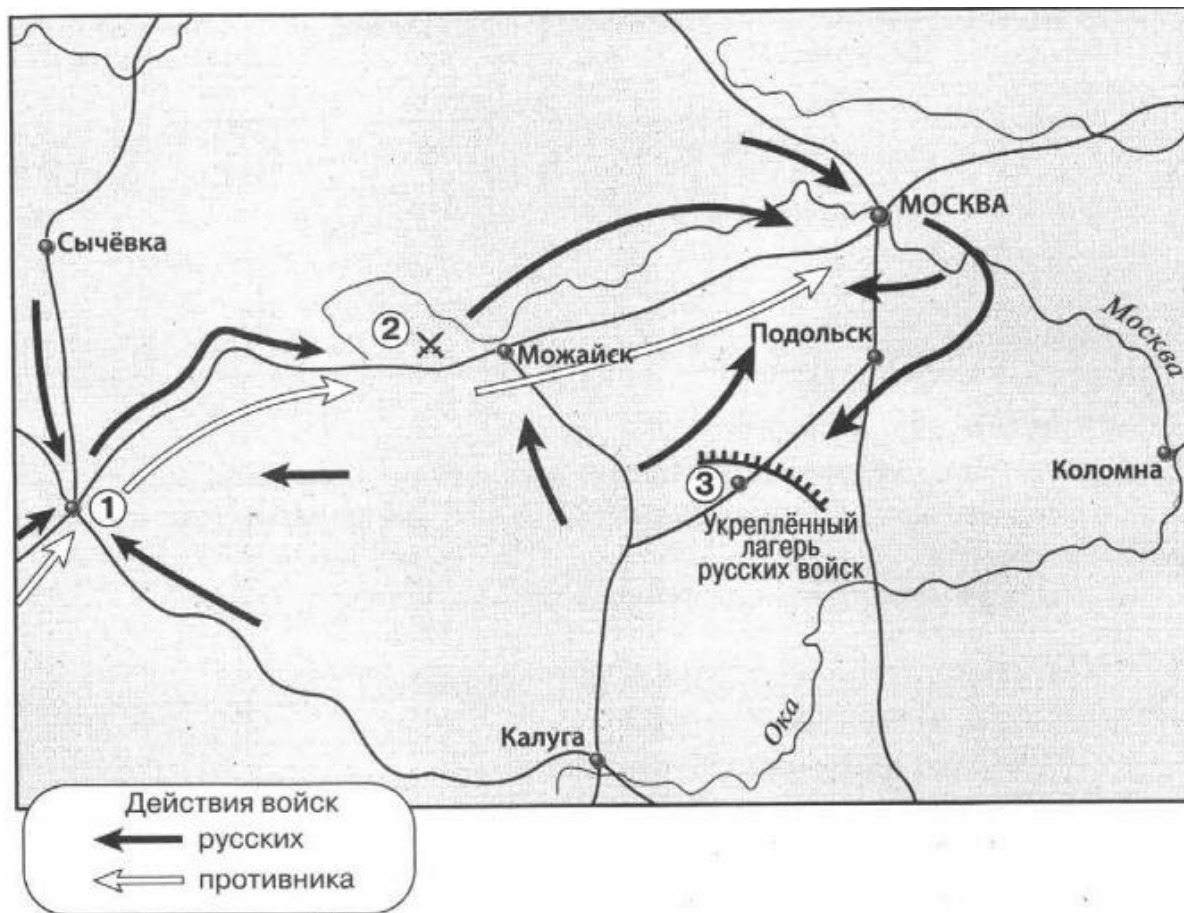 МОСКВА
Сычёвка
Москва
②
Можайск
Подольск
①
③
Коломна
Укреплённый
лагерь
русских войск
Калуга
Ока
Действия войск
русских
противника